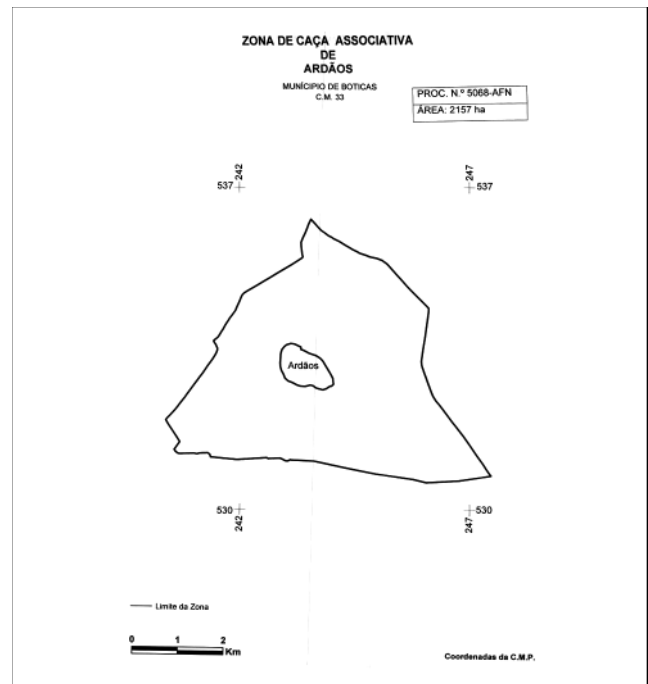 ZONA DE CAÇA ASSOCIATIVA
DE
ARDÃOS
MUNÍCIPIO DE BOTICAS
C.M. 33
PROC. N.º 5068-AFN
ÁREA: 2157 ha
242
537
247
537
Ardãos
530
242
530
247
Limite da Zona
0 1 2
Km
Coordenadas da C.M.P.